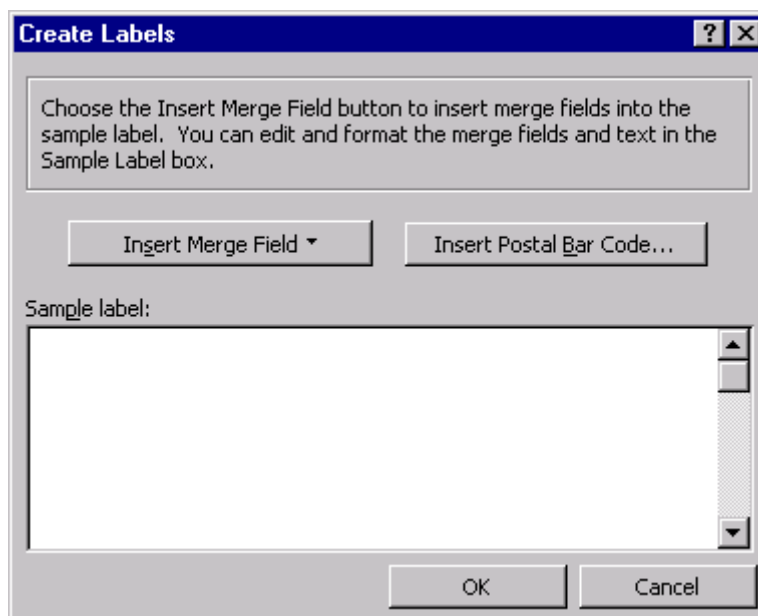 Create Labels
Choose the Insert Merge Field button to insert merge fields into the
sample label.  You can edit and format the merge fields and text in the
Sample Label box.
Insert Merge Field
Insert Postal Bar Code...
Sample label:
OK
Cancel